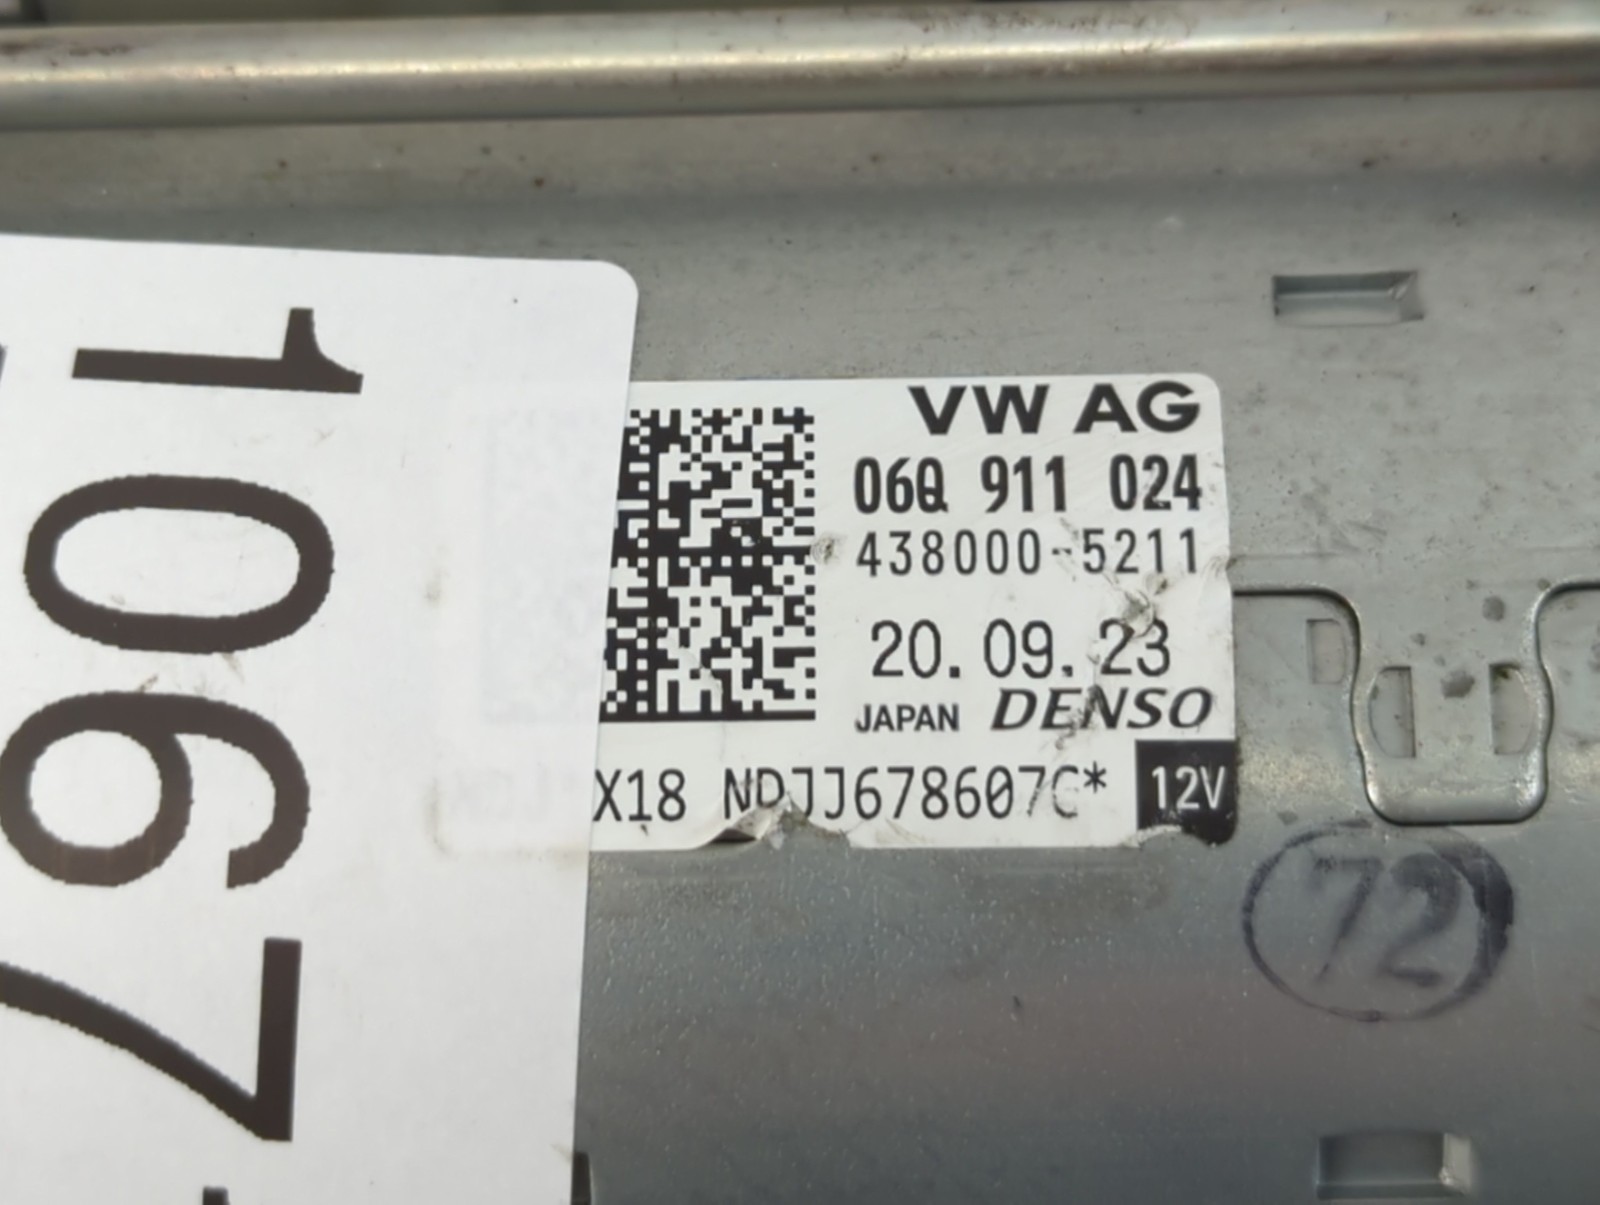 VW AG
06Q 911 024
438000-5211
20.09.23
JAPAN DENSO
X18 NDJJ678607C* 12V
72
1067